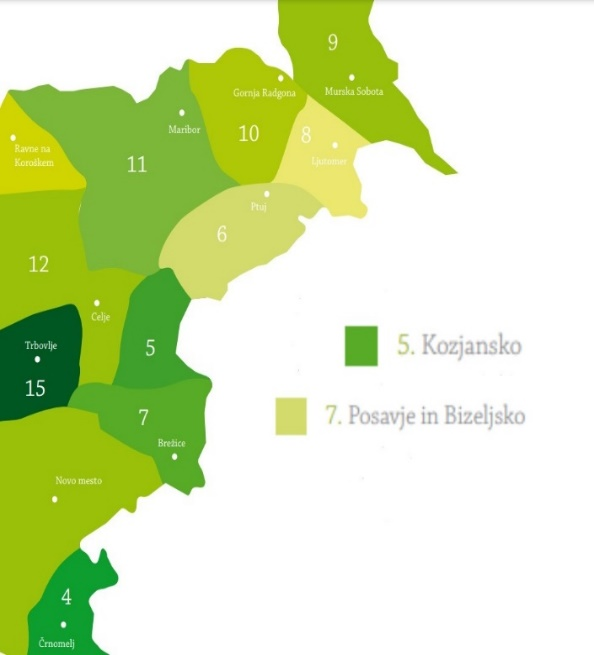 9
Gornja Radgona
Murska Sobota
Maribor
10
8
Ravne na
Koroškem
11
Ljutomer
Ptuj
6
12
Celje
Trbovlje
5
5. Kozjansko
15
7
7. Posavje in Bizeljsko
Brežice
Novo mesto
4
Črnomelj